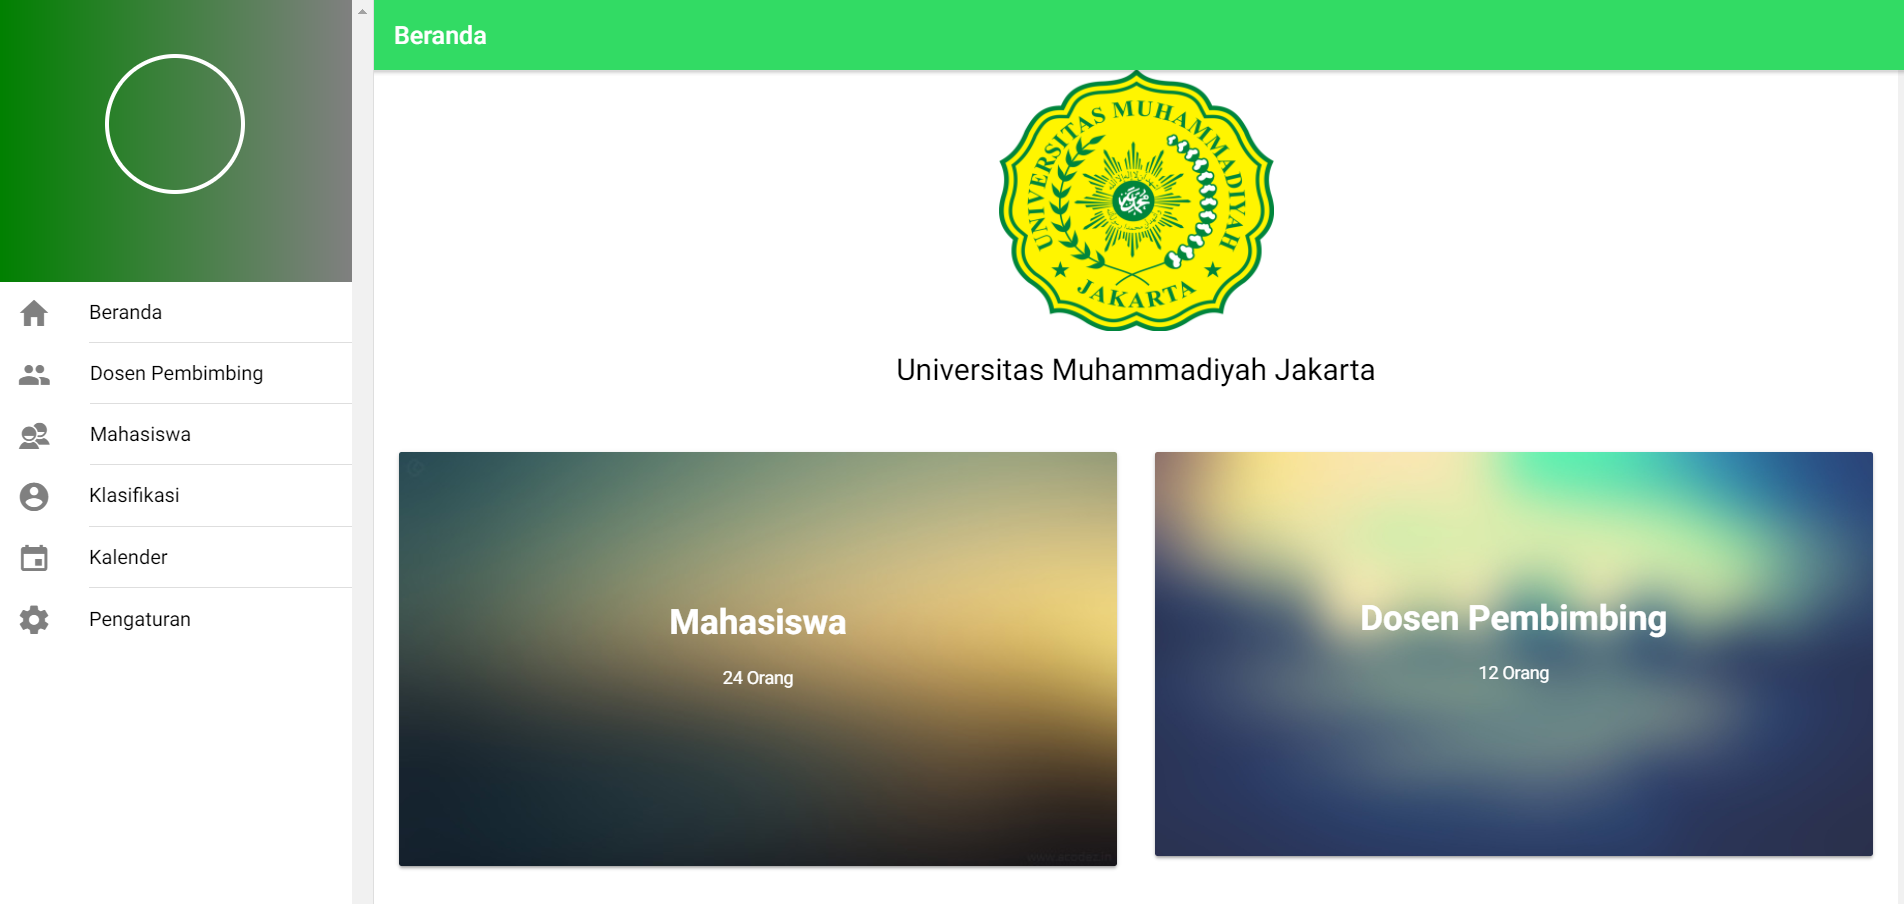 Beranda
UNIVERSITAS MUHAMMADIYAH
JAKARTA
Universitas Muhammadiyah Jakarta
Beranda
Dosen Pembimbing
Mahasiswa
Klasifikasi
Kalender
Pengaturan
Mahasiswa
24 Orang
Dosen Pembimbing
12 Orang